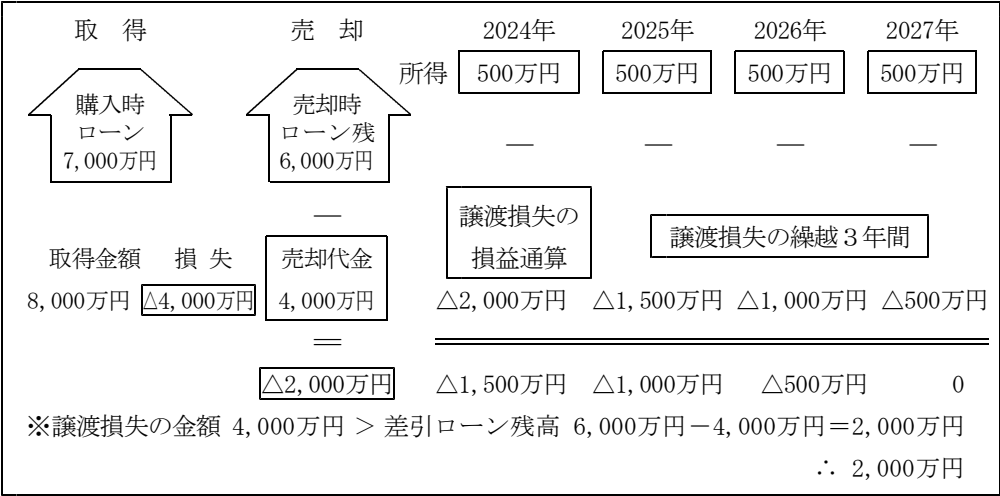 取　得　売　却　2024年　2025年　2026年　2027年
所得　500万円　500万円　500万円　500万円
購入時　売却時
ローン　ローン残
7,000万円　6,000万円
―　―　―　―
―
譲渡損失の
損益通算
譲渡損失の繰越３年間
取得金額　損　失　売却代金
8,000万円　△4,000万円　4,000万円　△2,000万円　△1,500万円　△1,000万円　△500万円
＝
△2,000万円　△1,500万円　△1,000万円　△500万円　0
※譲渡損失の金額 4,000万円 > 差引ローン残高 6,000万円－4,000万円＝2,000万円
∴ 2,000万円